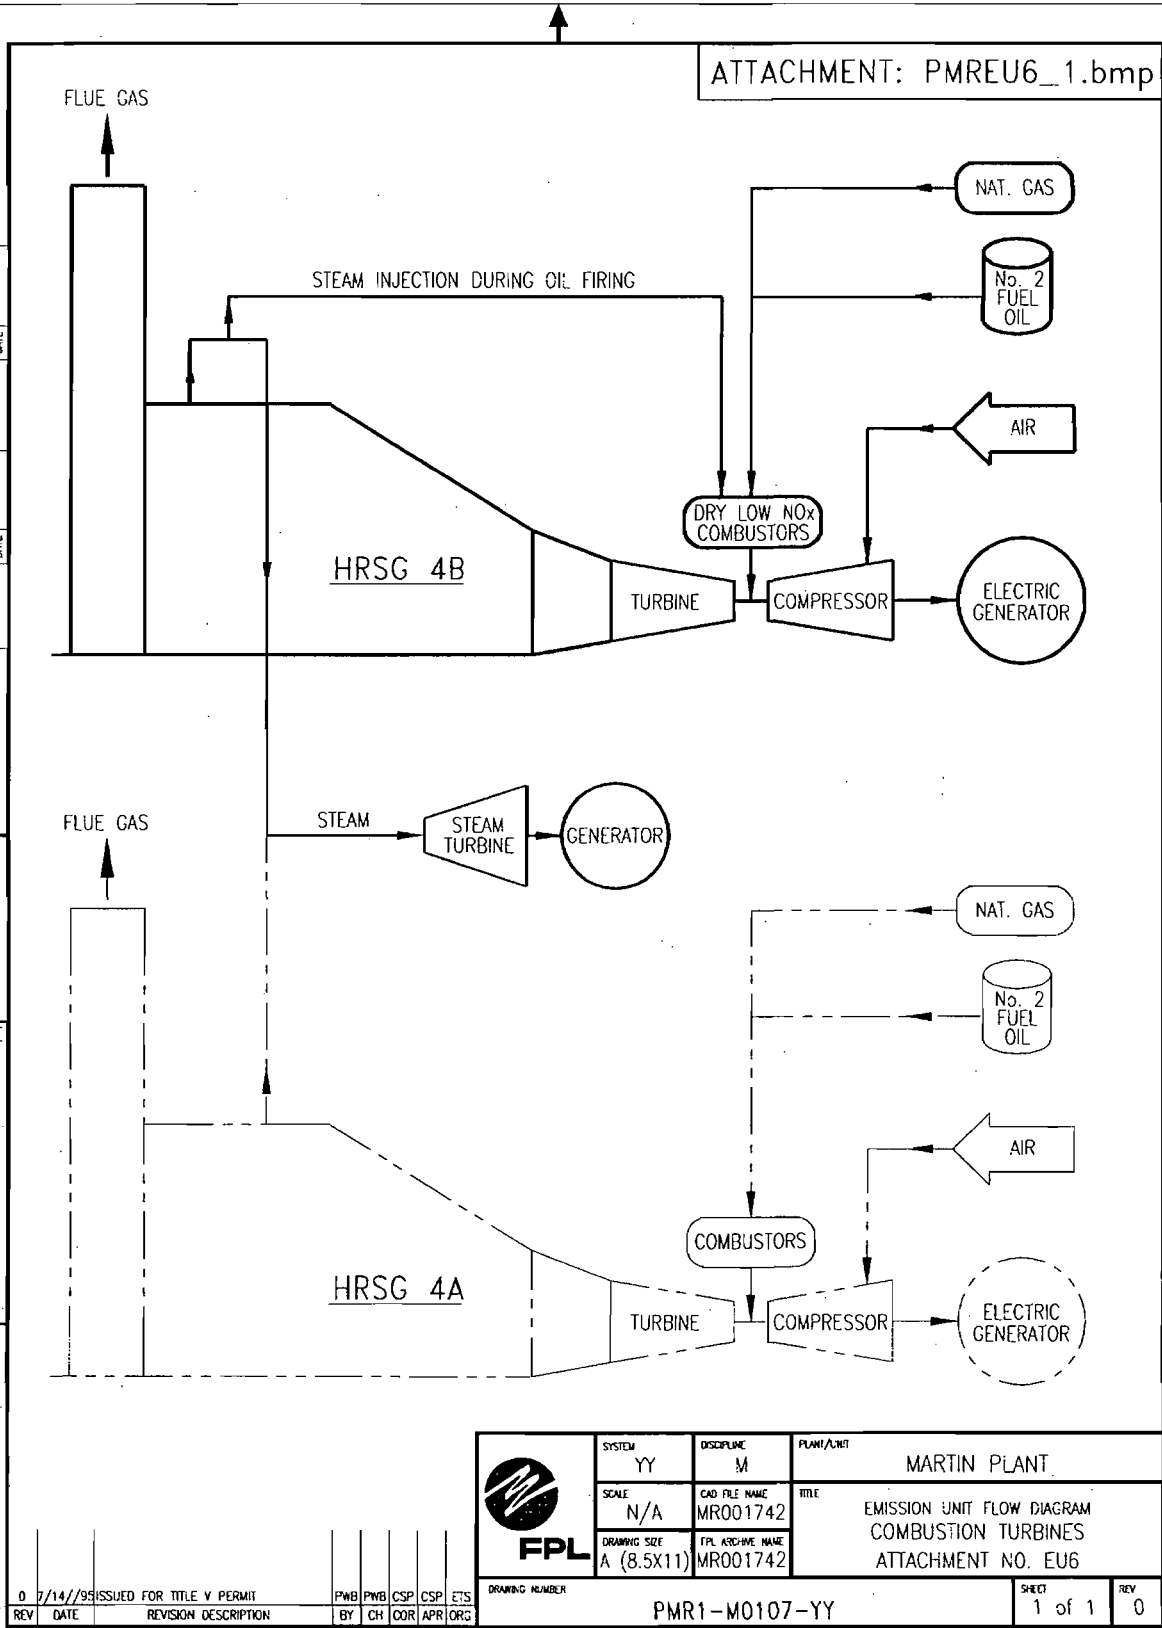 ATTACHMENT: PMREU6_1.bmp
FLUE GAS
NAT. GAS
STEAM INJECTION DURING OIL FIRING
No. 2
FUEL
OIL
AIR
DRY LOW NOx
COMBUSTORS
HRSG 4B
TURBINE
COMPRESSOR
ELECTRIC
GENERATOR
FLUE GAS
STEAM
STEAM
TURBINE
GENERATOR
NAT. GAS
No. 2
FUEL
OIL
AIR
COMBUSTORS
HRSG 4A
TURBINE
COMPRESSOR
ELECTRIC
GENERATOR
FPL
SYSTEM
YY
DISCIPLINE
M
PLANT/UNIT
MARTIN PLANT
SCALE
N/A
CAD FILE NAME
MR001742
TITLE
EMISSION UNIT FLOW DIAGRAM
COMBUSTION TURBINES
ATTACHMENT NO. EU6
DRAWING SIZE
A (8.5X11)
FPL ARCHIVE NAME
MR001742
DRAWING NUMBER
PMR1-M0107-YY
SHEET
1 of 1
REV
0
0 7/14//95 ISSUED FOR TITLE V PERMIT PWB PWB CSP CSP ETS
REV DATE REVISION DESCRIPTION BY CH COR APR ORG